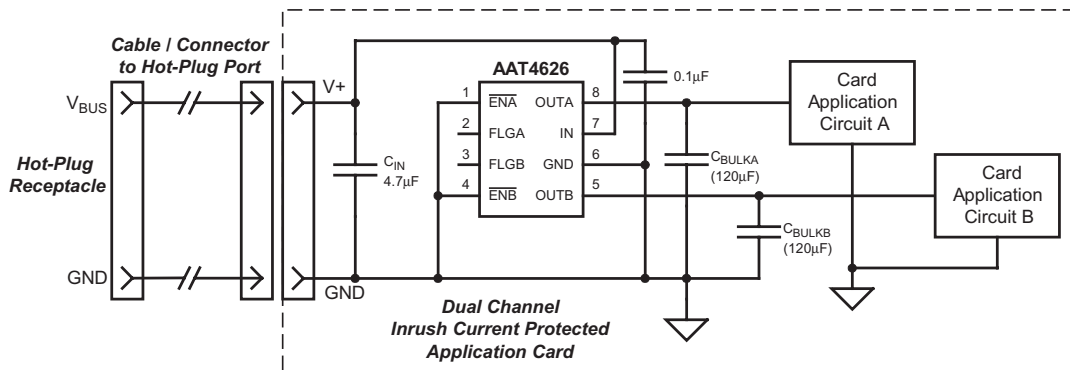 Cable / Connector
to Hot-Plug Port
VBUS
Hot-Plug
Receptacle
GND
V+
CIN
4.7µF
GND
AAT4626
1
ENA
OUTA
8
2
FLGA
IN
7
3
FLGB
GND
6
4
ENB
OUTB
5
0.1µF
CBULKA
(120µF)
CBULKB
(120µF)
Card
Application
Circuit A
Card
Application
Circuit B
Dual Channel
Inrush Current Protected
Application Card